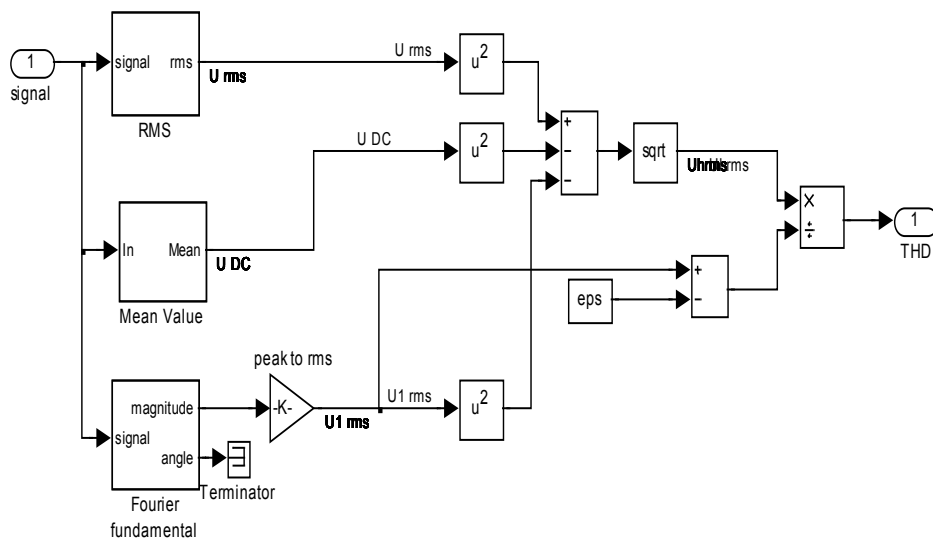 1
signal
signal
rms
RMS
U rms
U rms
u²
+
−
−
sqrt
Uhrms
×
÷
1
THD
In
Mean
Mean Value
U DC
U DC
u²
+
−
eps
peak to rms
signal
magnitude
angle
Fourier
fundamental
Terminator
-K-
U1 rms
U1 rms
u²